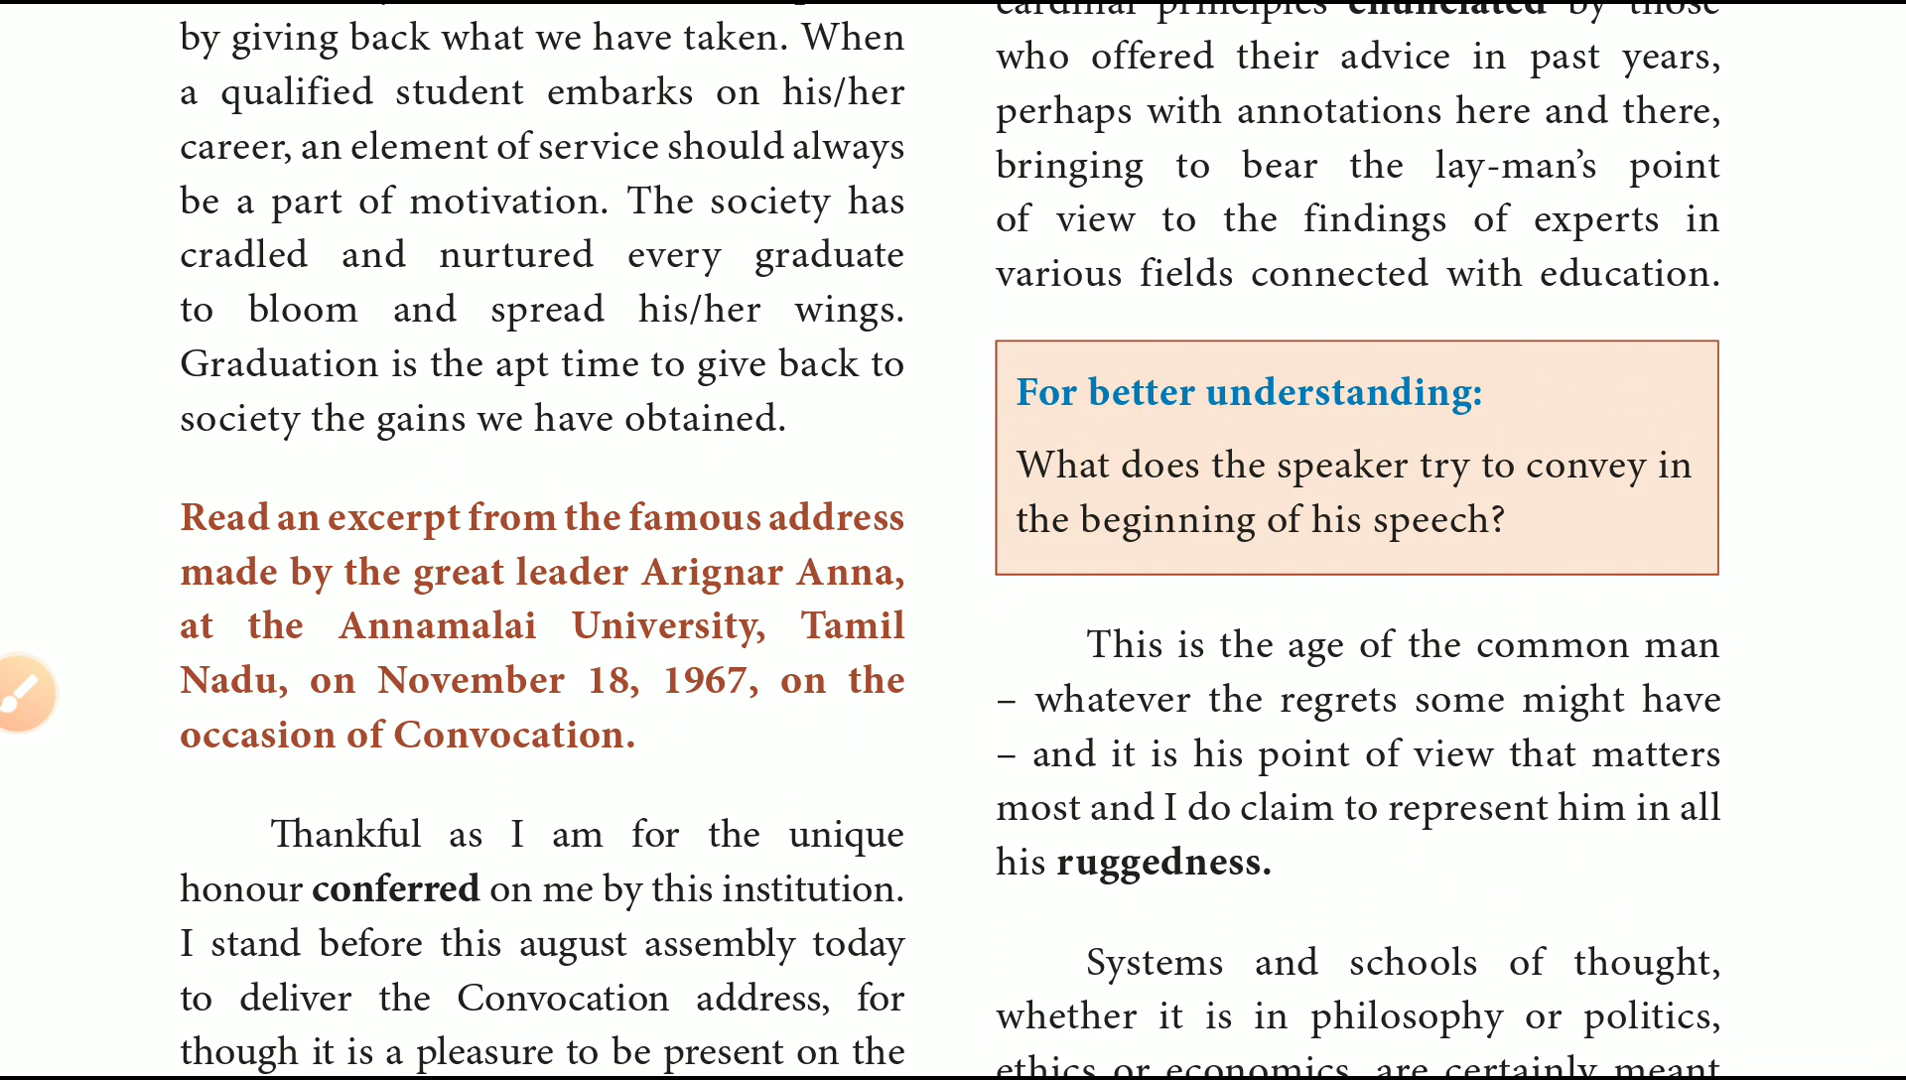 by giving back what we have taken. When
a qualified student embarks on his/her
career, an element of service should always
be a part of motivation. The society has
cradled and nurtured every graduate
to bloom and spread his/her wings.
Graduation is the apt time to give back to
society the gains we have obtained.
Read an excerpt from the famous address
made by the great leader Arignar Anna,
at the Annamalai University, Tamil
Nadu, on November 18, 1967, on the
occasion of Convocation.
Thankful as I am for the unique
honour conferred on me by this institution.
I stand before this august assembly today
to deliver the Convocation address, for
though it is a pleasure to be present on the
cardinal principles enunciated by those
who offered their advice in past years,
perhaps with annotations here and there,
bringing to bear the lay-man’s point
of view to the findings of experts in
various fields connected with education.
For better understanding:
What does the speaker try to convey in
the beginning of his speech?
This is the age of the common man
– whatever the regrets some might have
– and it is his point of view that matters
most and I do claim to represent him in all
his ruggedness.
Systems and schools of thought,
whether it is in philosophy or politics,
ethics or economics, are certainly meant